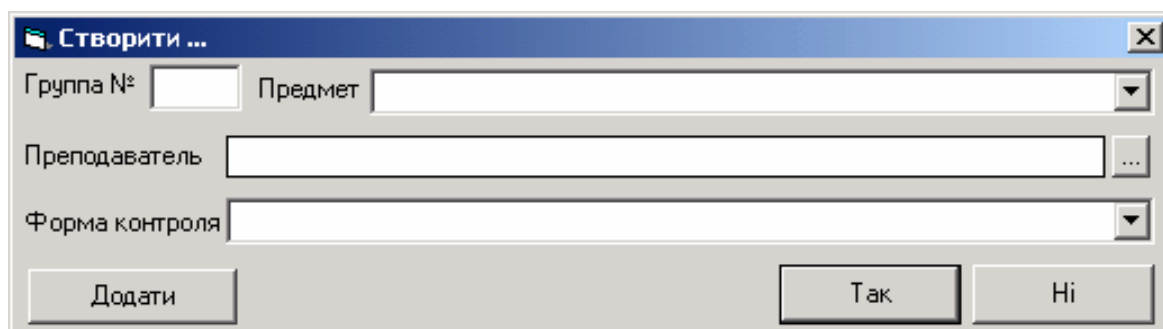 Створити ...
Группа № Предмет
Преподаватель ...
Форма контроля
Додати Так Ні